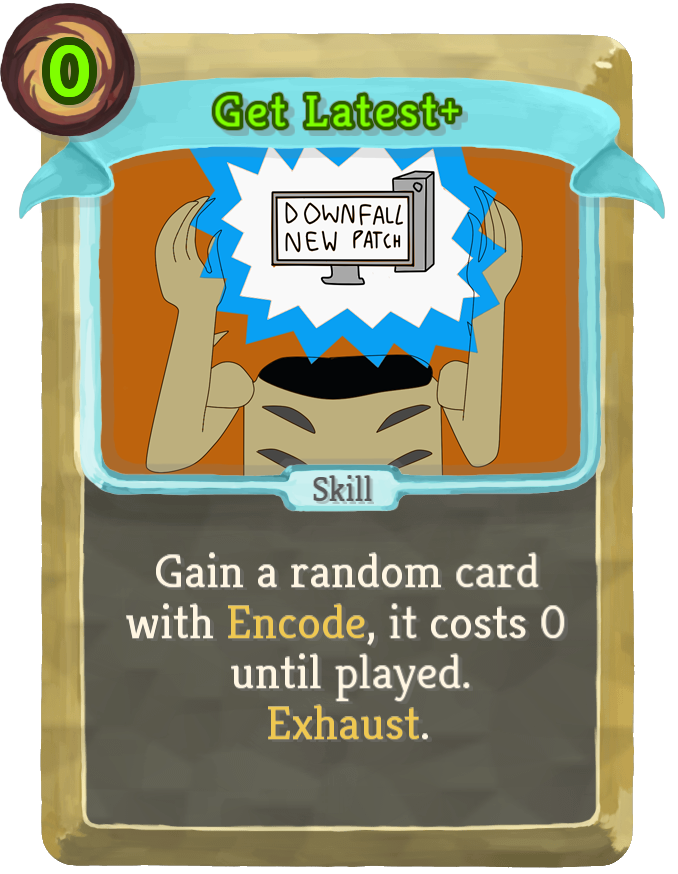 0
Get Latest+
DOWNFALL
NEW PATCH
Skill
Gain a random card
with Encode, it costs 0
until played.
Exhaust.